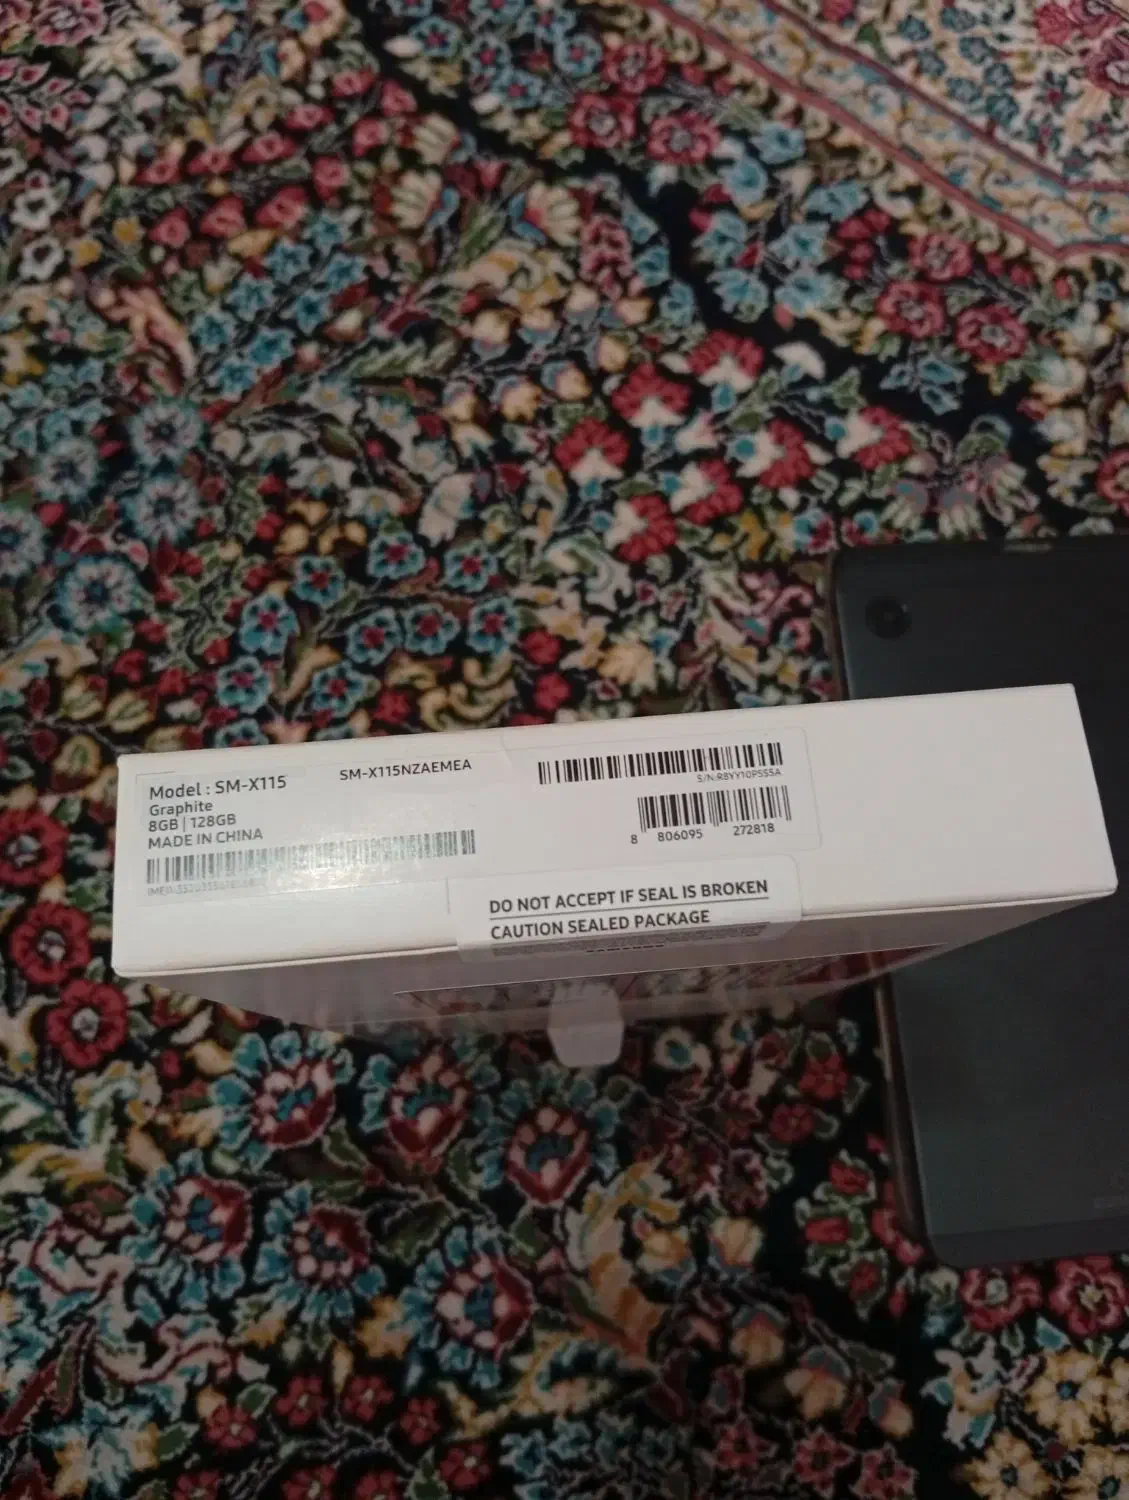 Model : SM-X115
SM-X115NZAEMEA
Graphite
8GB | 128GB
MADE IN CHINA
S/N:R8YY10PSS5A
8 806095 272818
DO NOT ACCEPT IF SEAL IS BROKEN
CAUTION SEALED PACKAGE